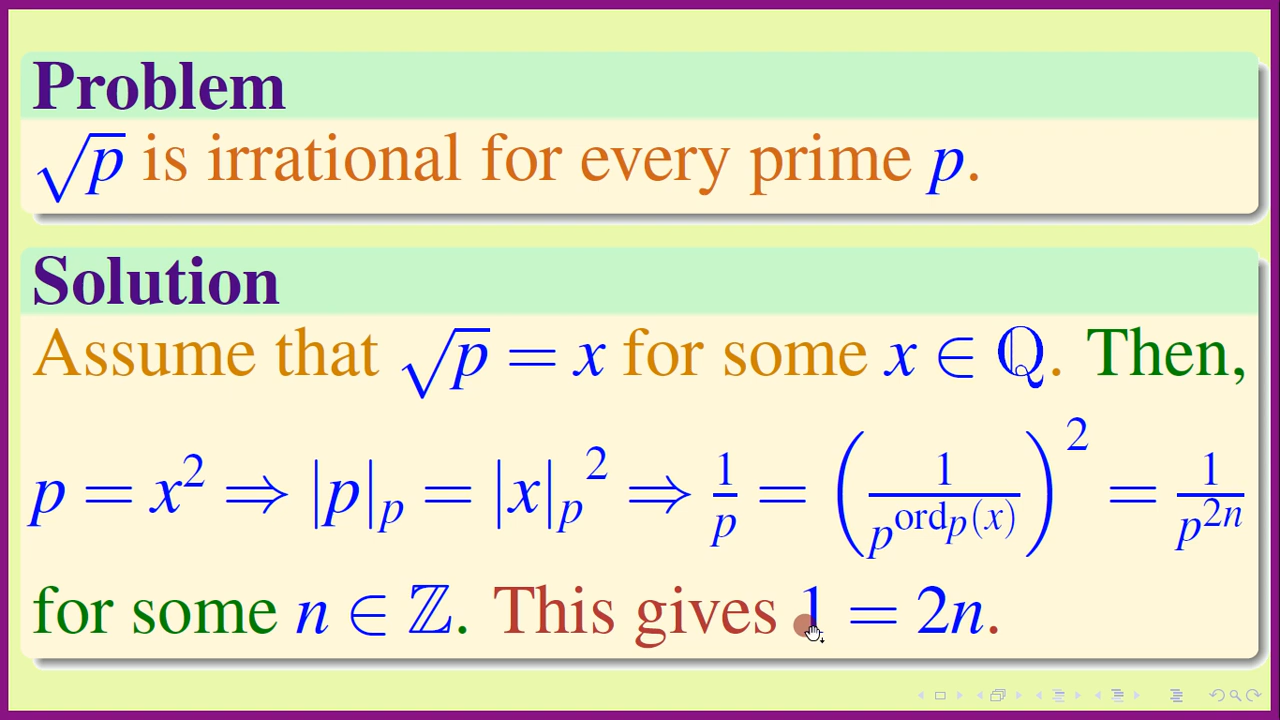 Problem
√p is irrational for every prime p.
Solution
Assume that √p = x for some x ∈ ℚ. Then,
p = x² ⇒ |p|ₚ = |x|ₚ² ⇒ 1/p = (1/p^{ordₚ(x)})² = 1/p^{2n}
for some n ∈ ℤ. This gives 1 = 2n.